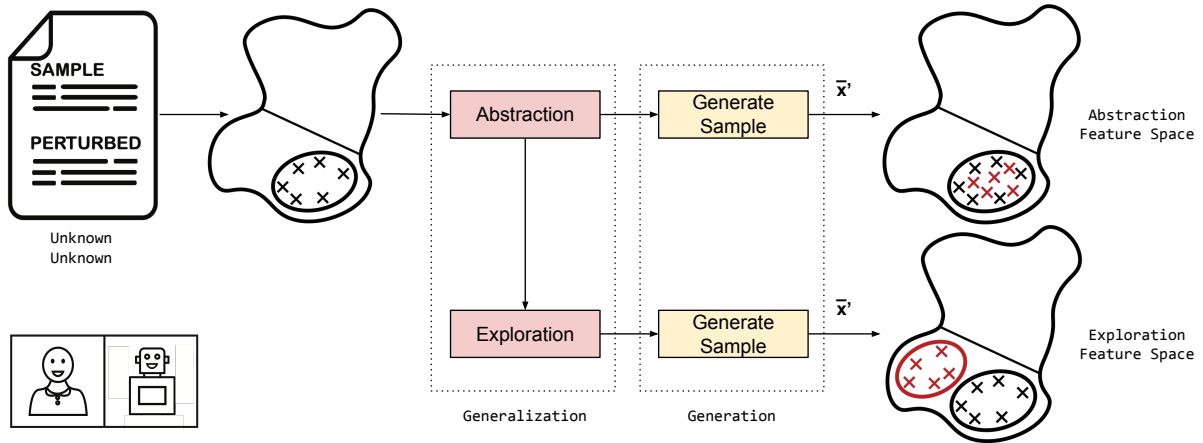 SAMPLE
PERTURBED
Unknown
Unknown
Abstraction
Generate
Sample
x̅'
Abstraction
Feature Space
Exploration
Generate
Sample
x̅'
Exploration
Feature Space
Generalization
Generation